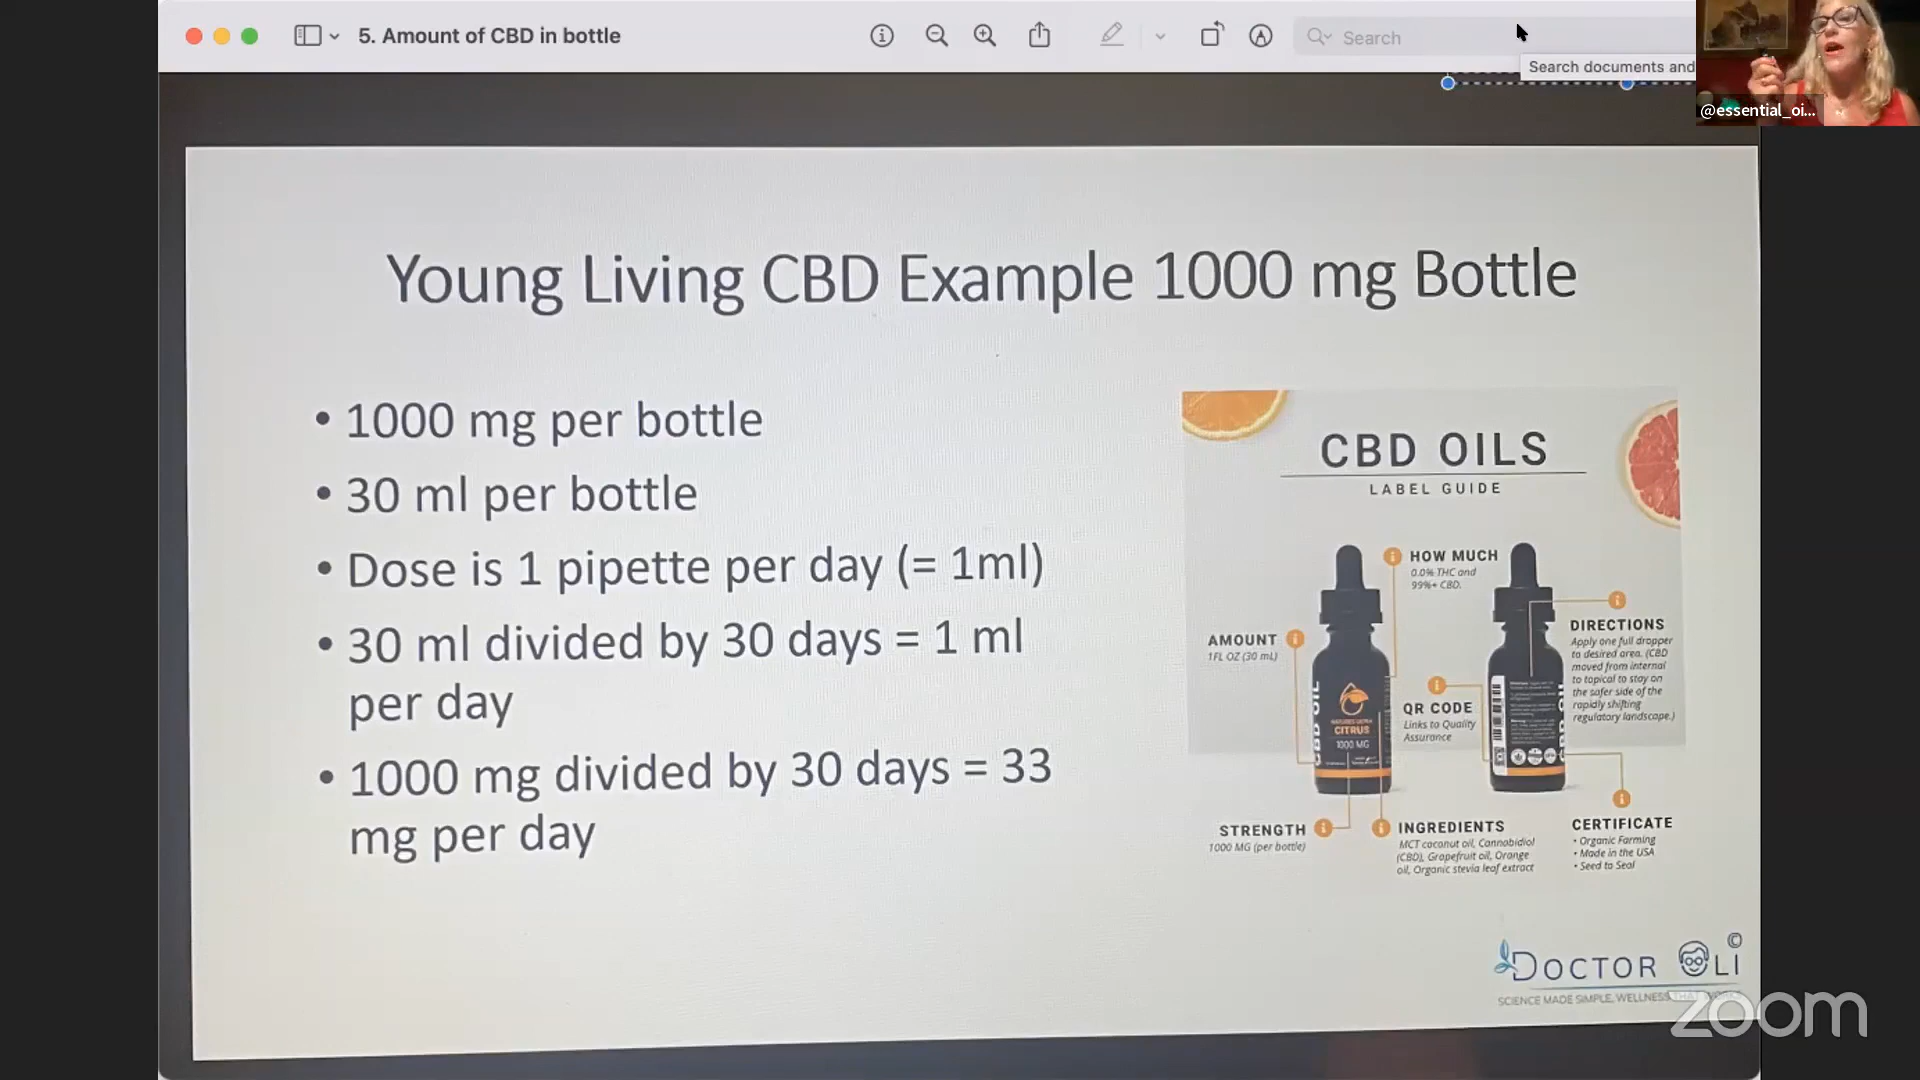 5. Amount of CBD in bottle
Search
Search documents and
@essential_oi...
Young Living CBD Example 1000 mg Bottle
• 1000 mg per bottle
• 30 ml per bottle
• Dose is 1 pipette per day (= 1ml)
• 30 ml divided by 30 days = 1 ml
per day
• 1000 mg divided by 30 days = 33
mg per day
CBD OILS
LABEL GUIDE
HOW MUCH
0.0% THC and
99%+ CBD.
AMOUNT
1FL OZ (30 mL)
DIRECTIONS
Apply one full dropper
to desired area. (CBD
moved from internal
to topical to stay on
the safer side of the
rapidly shifting
regulatory landscape.)
QR CODE
Links to Quality
Assurance
CBD OIL
CITRUS
1000 MG
STRENGTH
1000 MG (per bottle)
INGREDIENTS
MCT coconut oil, Cannabidiol
(CBD), Grapefruit oil, Orange
oil, Organic stevia leaf extract
CERTIFICATE
• Organic Farming
• Made in the USA
• Seed to Seal
DOCTOR OLI ©
SCIENCE MADE SIMPLE, WELLNESS THAT WORKS
zoom